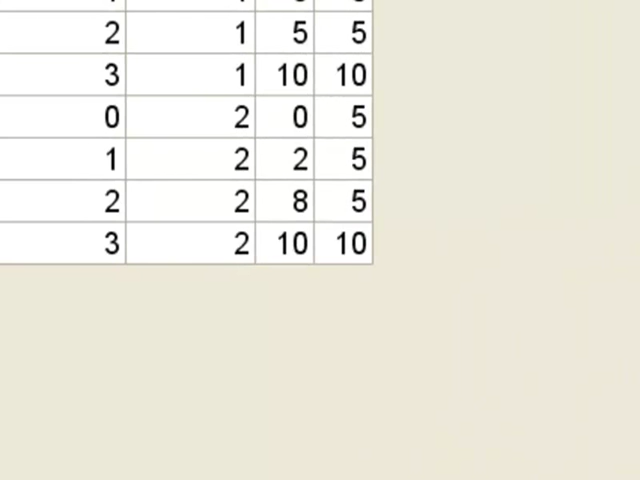 2 1 5 5
3 1 10 10
0 2 0 5
1 2 2 5
2 2 8 5
3 2 10 10